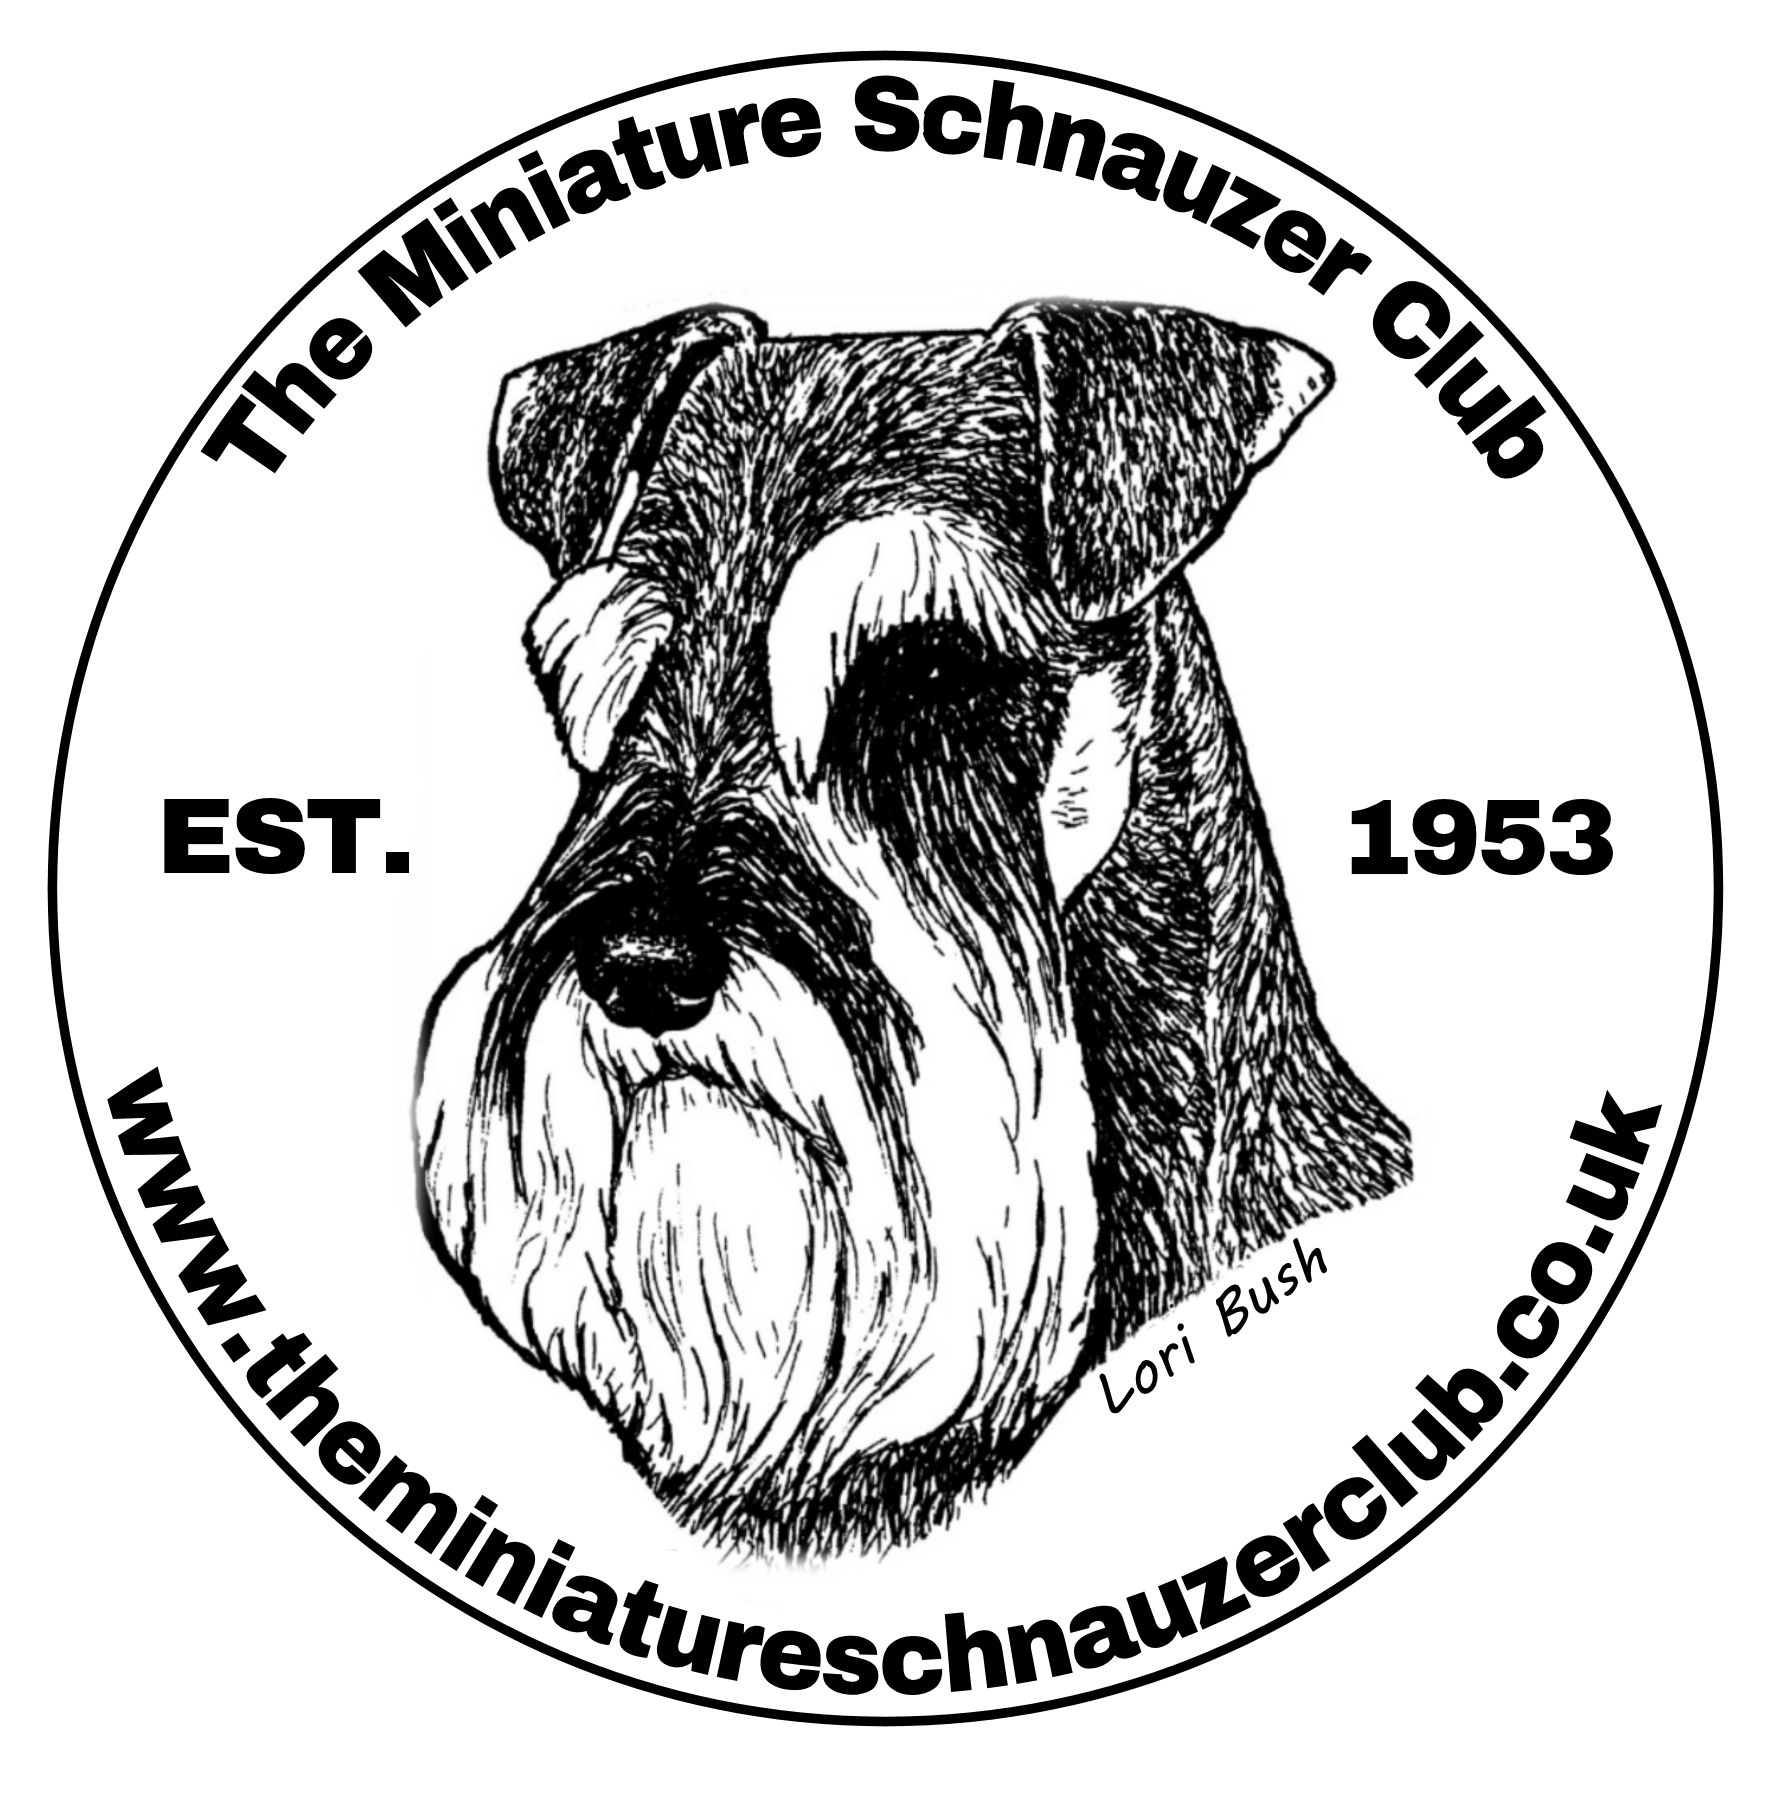 The Miniature Schnauzer Club
EST.
1953
Lori Bush
www.theminiatureschnauzerclub.co.uk